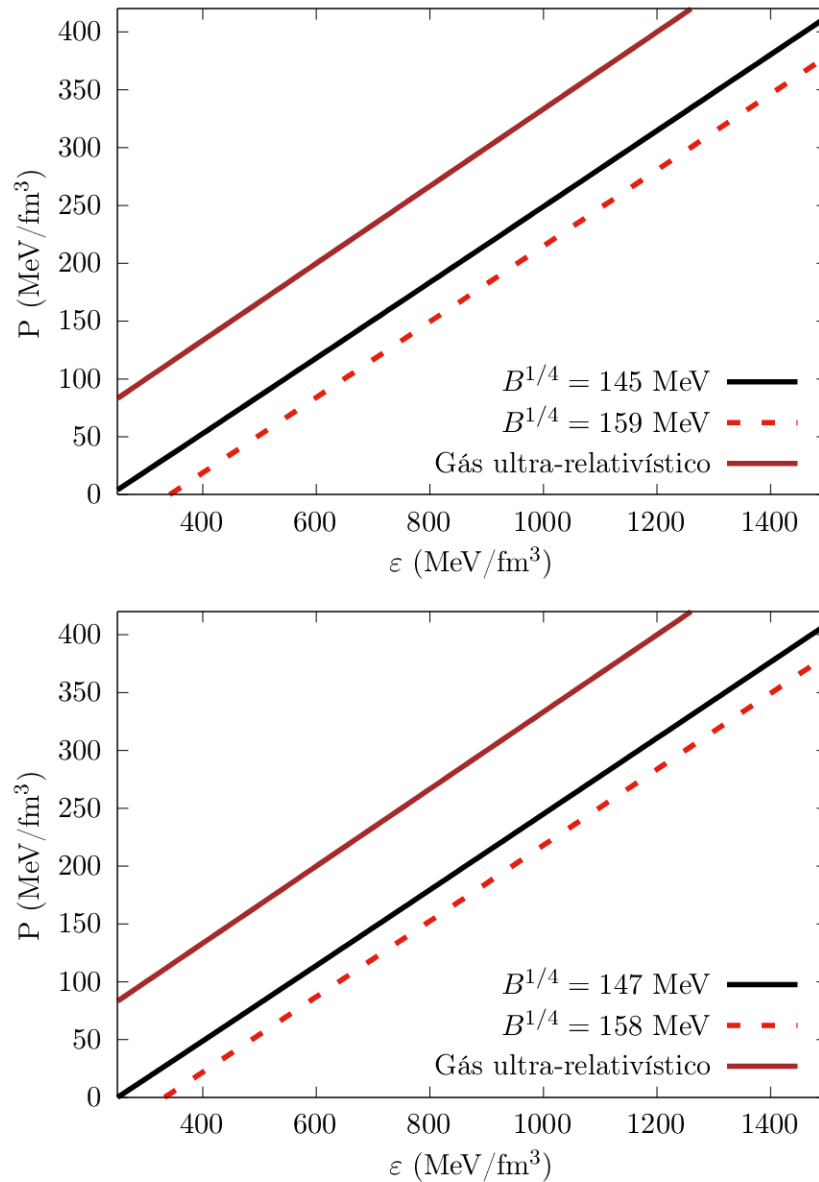 400
350
300
250
200
150
100
50
0
P (MeV/fm³)
B^{1/4} = 145 MeV
B^{1/4} = 159 MeV
Gás ultra-relativístico
400 600 800 1000 1200 1400
ε (MeV/fm³)
400
350
300
250
200
150
100
50
0
P (MeV/fm³)
B^{1/4} = 147 MeV
B^{1/4} = 158 MeV
Gás ultra-relativístico
400 600 800 1000 1200 1400
ε (MeV/fm³)